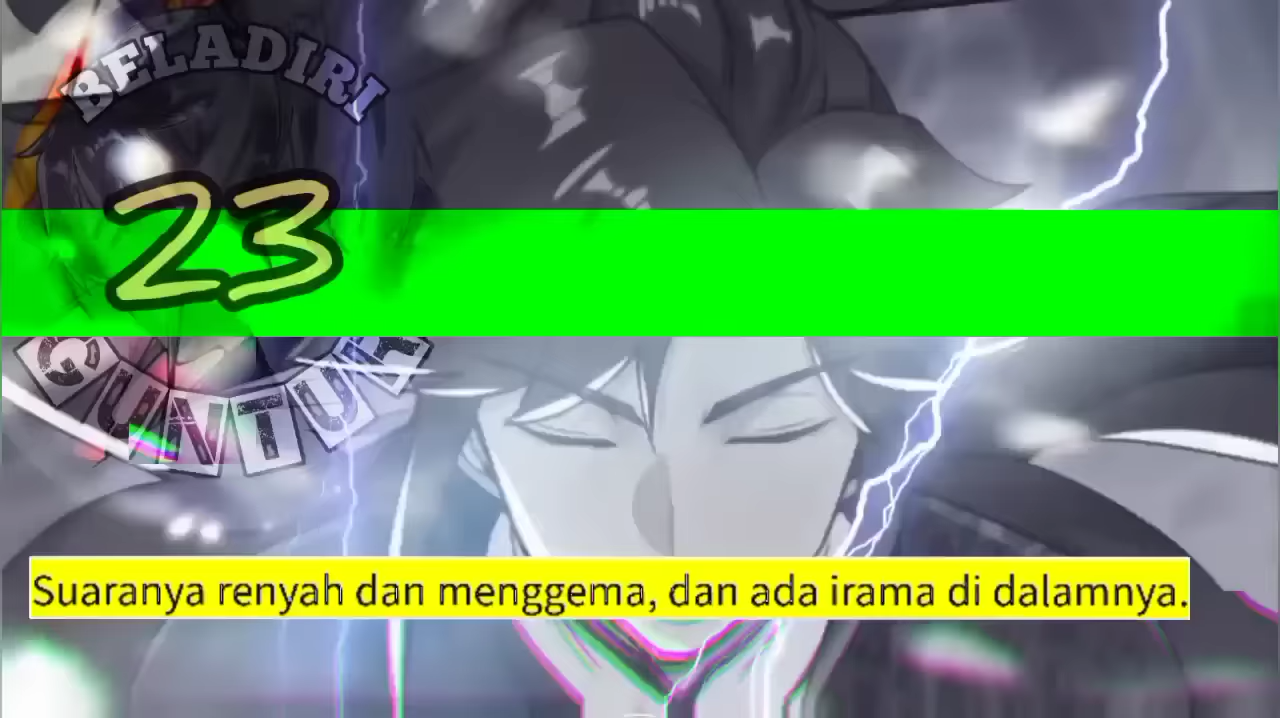 BELADIRI
23
GUNTUR
Suaranya renyah dan menggema, dan ada irama di dalamnya.